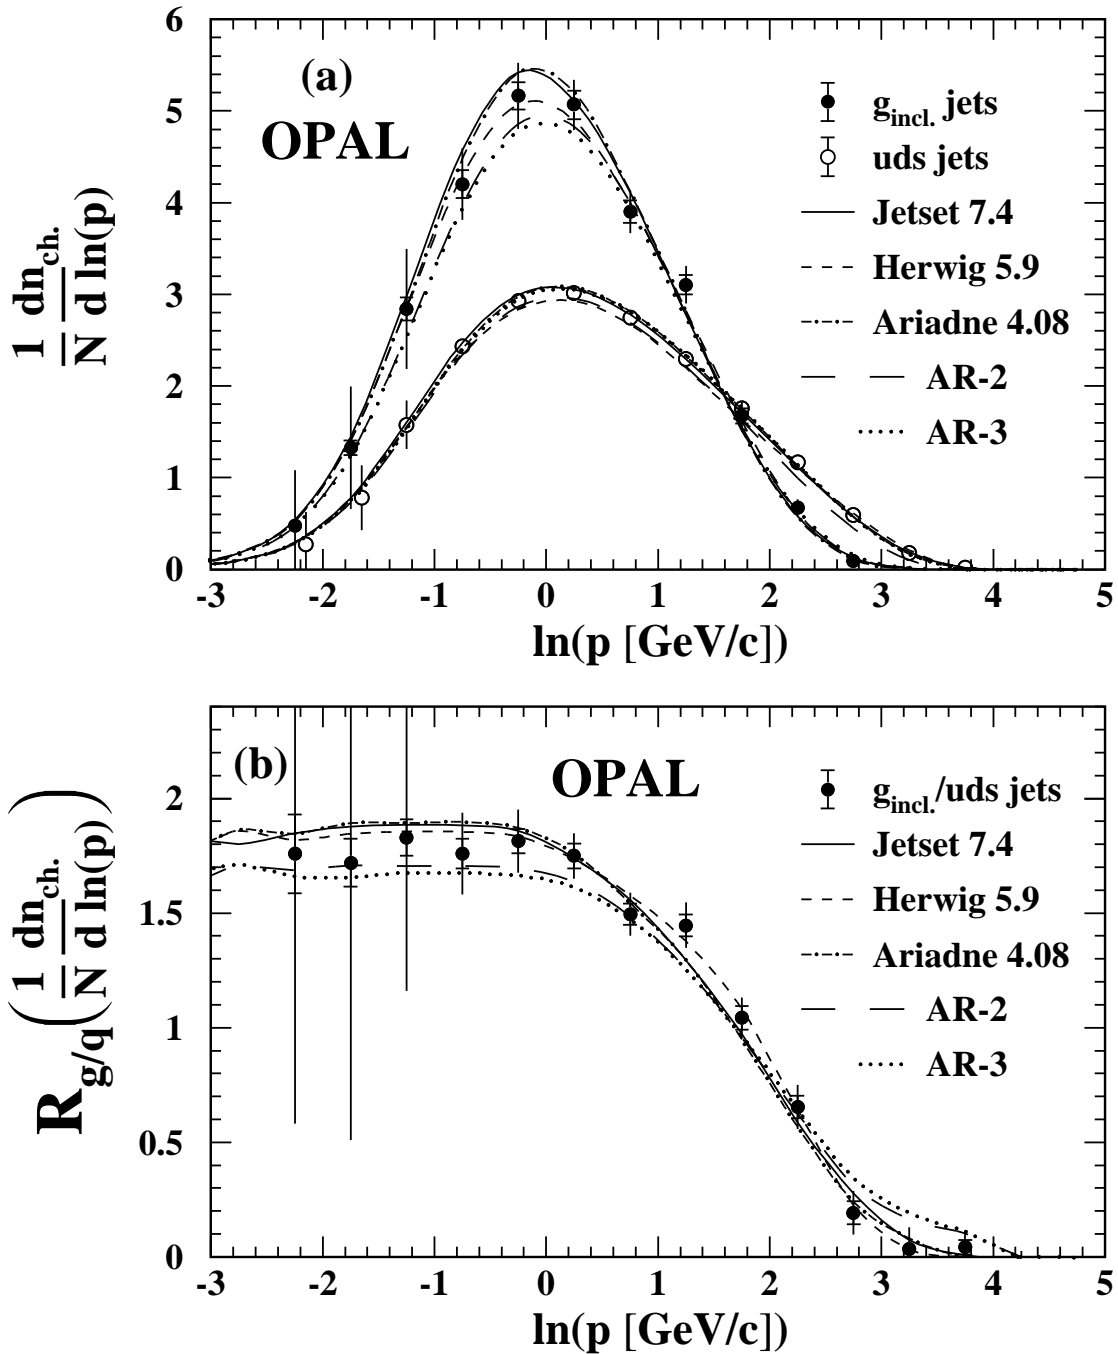 6
5
4
3
2
1
0
(a)
OPAL
g_incl. jets
uds jets
Jetset 7.4
Herwig 5.9
Ariadne 4.08
AR-2
AR-3
1/N dn_ch./d ln(p)
-3 -2 -1 0 1 2 3 4 5
ln(p [GeV/c])
2
1.5
1
0.5
0
(b)
OPAL
g_incl./uds jets
Jetset 7.4
Herwig 5.9
Ariadne 4.08
AR-2
AR-3
R_g/q(1/N dn_ch./d ln(p))
-3 -2 -1 0 1 2 3 4 5
ln(p [GeV/c])